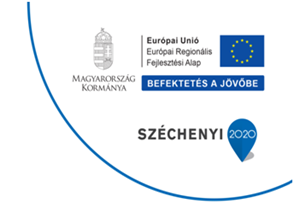 MAGYARORSZÁG
KORMÁNYA
Európai Unió
Európai Regionális
Fejlesztési Alap
BEFEKTETÉS A JÖVŐBE
SZÉCHENYI 2020